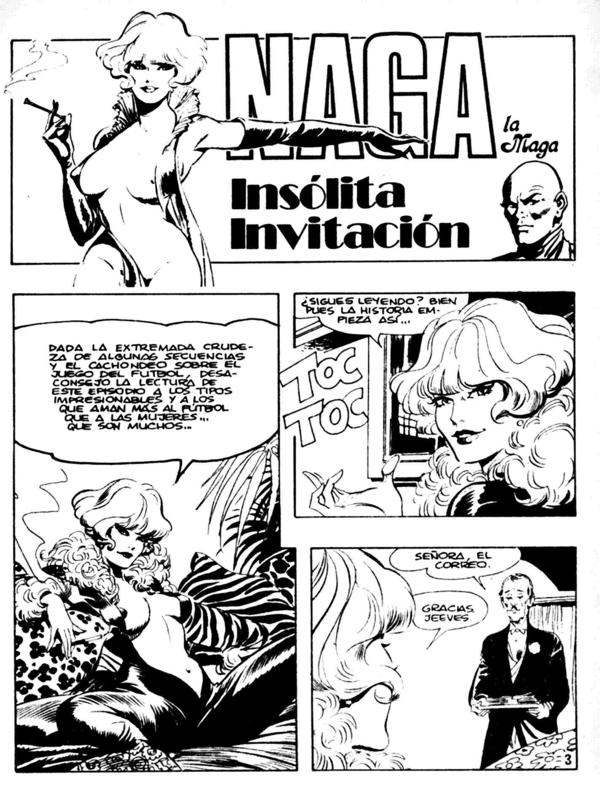 NAGA
la
Maga
Insólita
Invitación
DADA LA EXTREMADA CRUDE-
ZA DE ALGUNAS SECUENCIAS
Y EL CACHONDEO SOBRE EL
JUEGO DEL FÚTBOL, DESA-
CONSEJO LA LECTURA DE
ESTE EPISODIO A LOS TIPOS
IMPRESIONABLES Y A LOS
QUE AMAN MÁS AL FÚTBOL
QUE A LAS MUJERES...
QUE SON MUCHOS...
¿SIGUES LEYENDO? BIEN
PUES LA HISTORIA EM-
PIEZA ASÍ...
TOC
TOC
SEÑORA, EL
CORREO.
GRACIAS
JEEVES
3